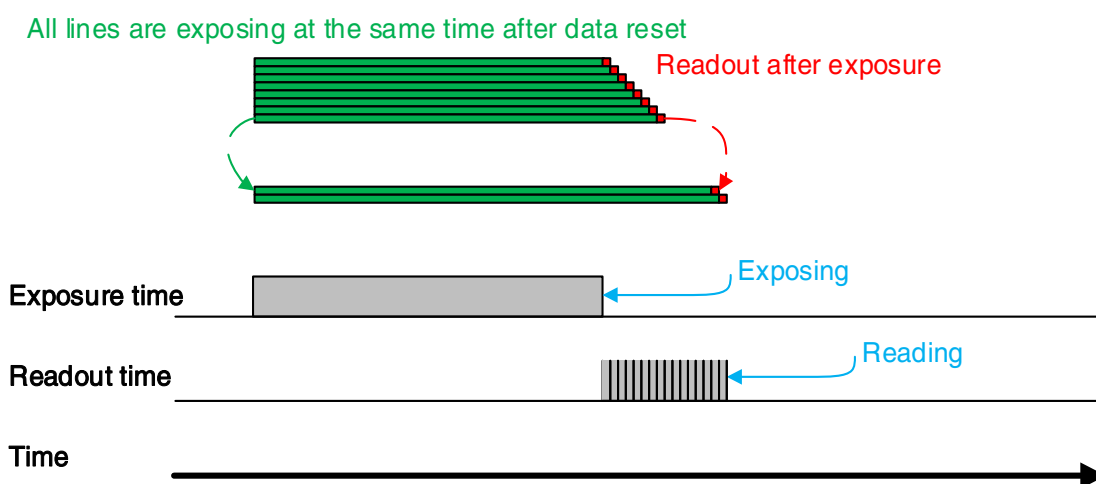 All lines are exposing at the same time after data reset
Readout after exposure
Exposing
Exposure time
Reading
Readout time
Time